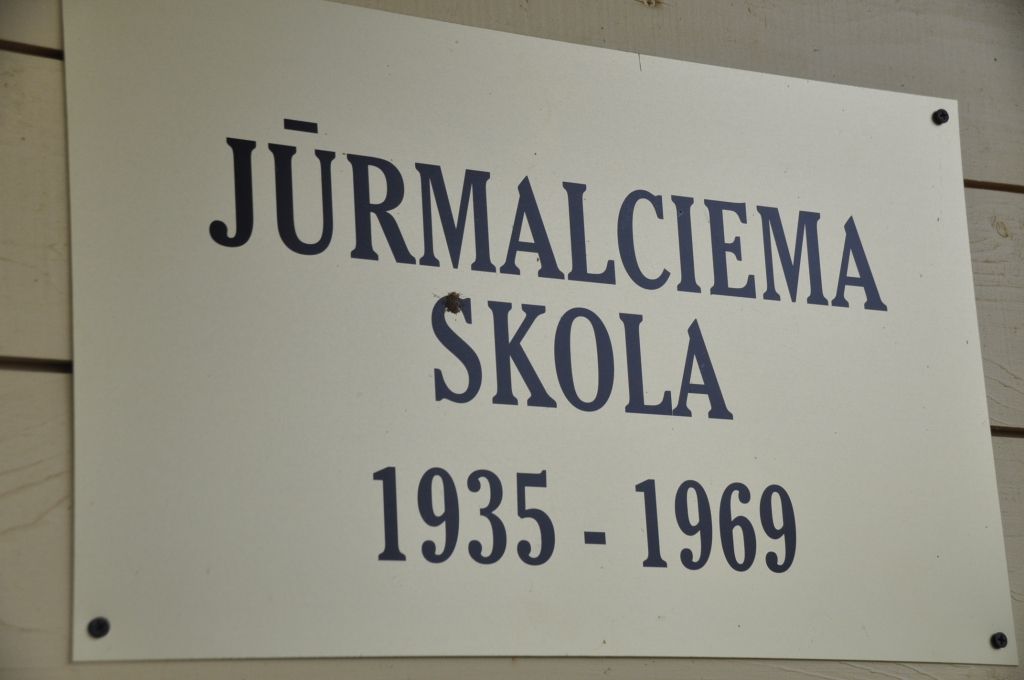 JŪRMALCIEMA
SKOLA
1935 - 1969